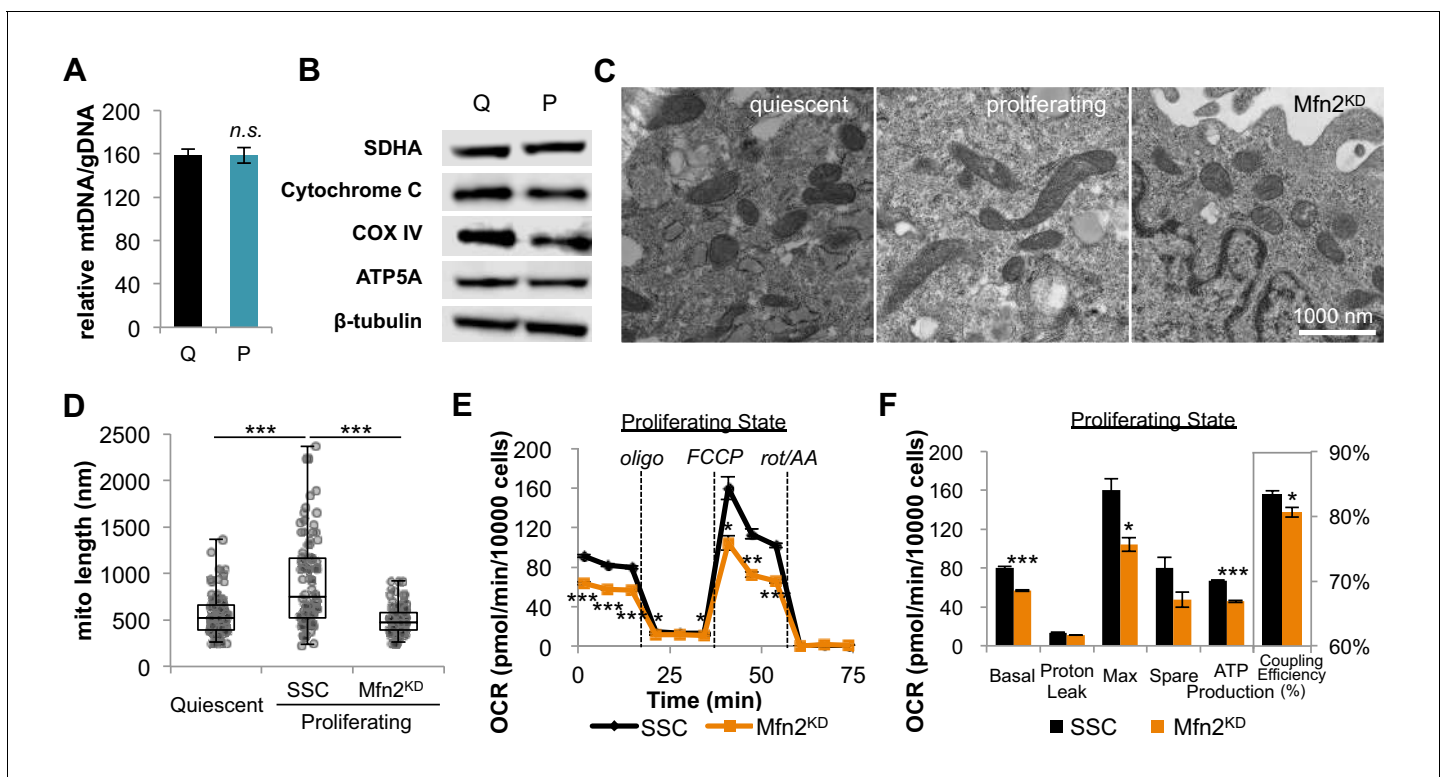 A
relative mtDNA/gDNA
200
160
120
80
40
0
n.s.
Q
P
B
Q P
SDHA
Cytochrome C
COX IV
ATP5A
β-tubulin
C
quiescent
proliferating
Mfn2KD
1000 nm
D
mito length (nm)
2500
2000
1500
1000
500
0
*** ***
Quiescent
SSC Mfn2KD
Proliferating
E
Proliferating State
OCR (pmol/min/10000 cells)
200
160
120
80
40
0
oligo FCCP rot/AA
*** *** *** * * * ** ***
0 25 50 75
Time (min)
SSC Mfn2KD
F
Proliferating State
OCR (pmol/min/10000 cells)
200
160
120
80
40
0
*** * *** *
90%
80%
70%
60%
Basal
Proton
Leak
Max
Spare
ATP
Production
Coupling
Efficiency
(%)
SSC Mfn2KD